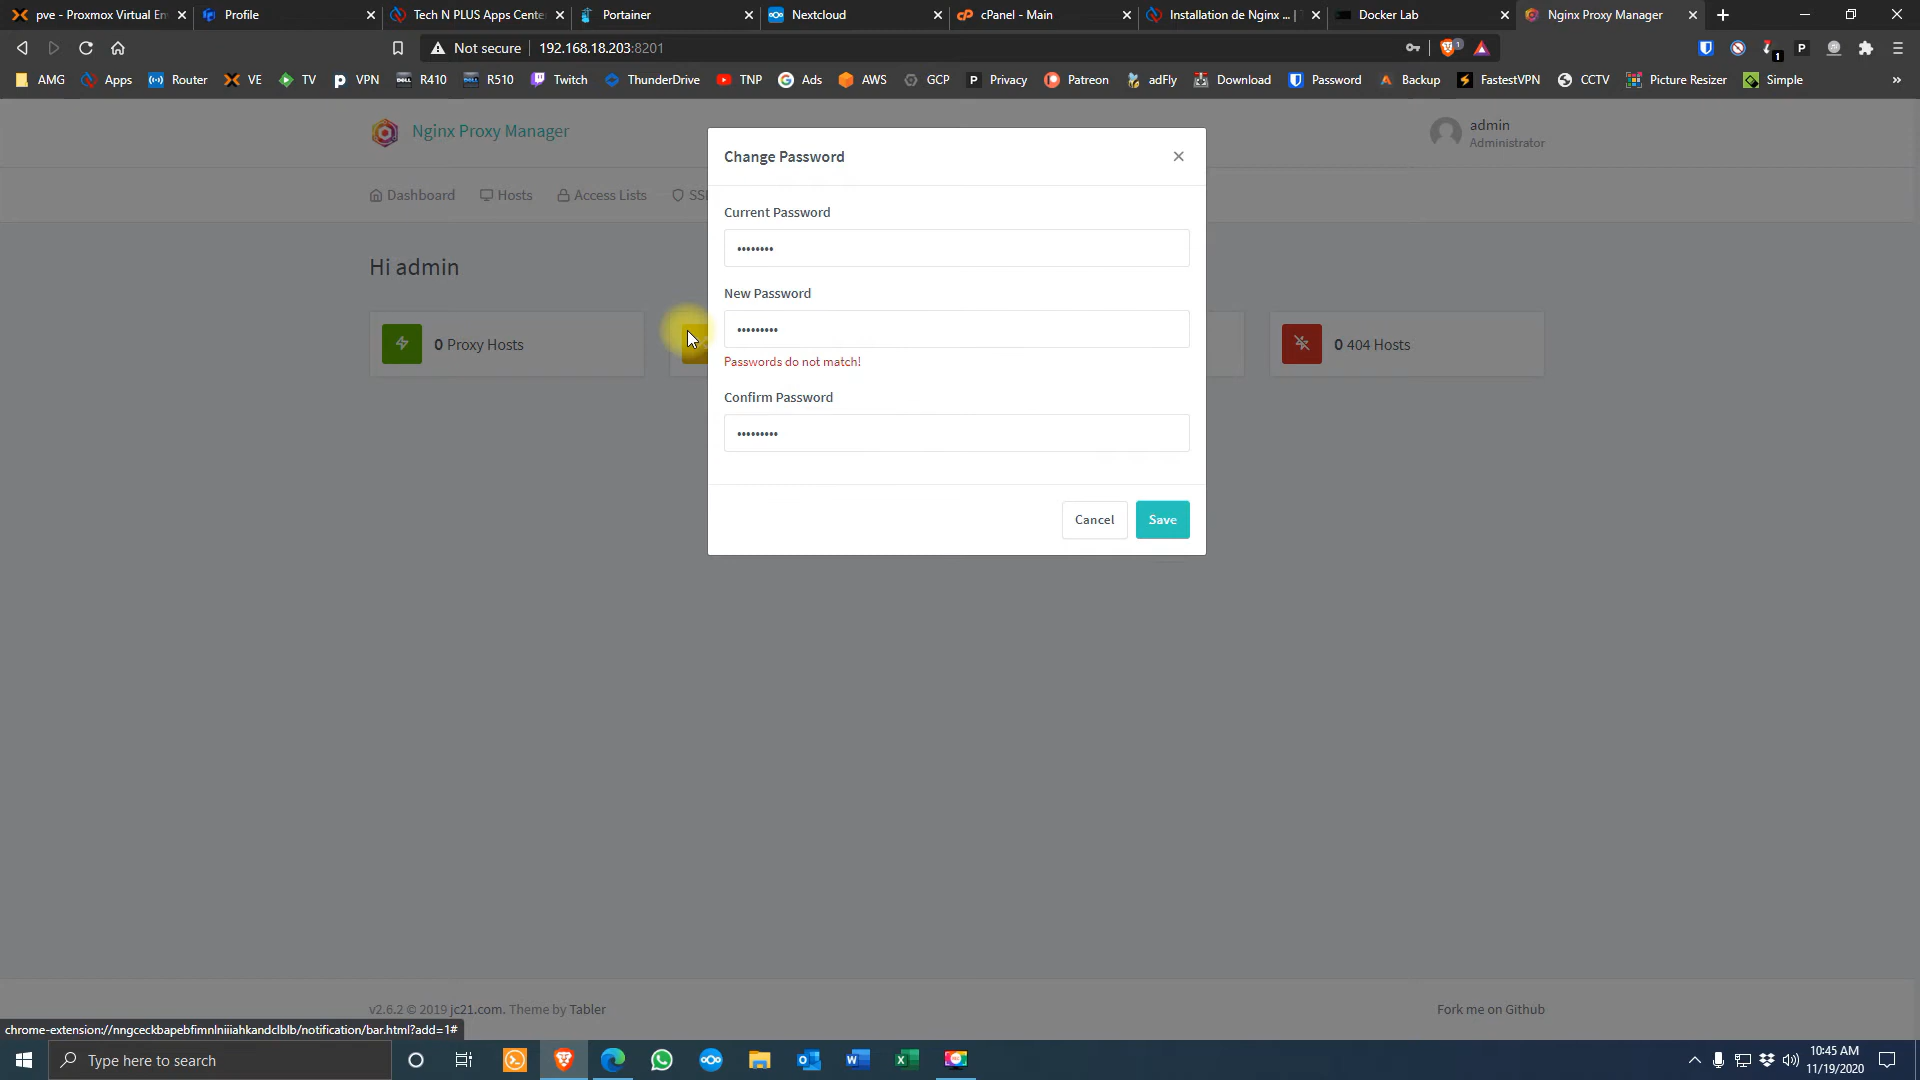 pve - Proxmox Virtual En
Profile
Tech N PLUS Apps Cente
Portainer
Nextcloud
cPanel - Main
Installation de Nginx ... |
Docker Lab
Nginx Proxy Manager
Not secure
192.168.18.203:8201
1
P
1
AMG
Apps
Router
VE
TV
VPN
R410
R510
Twitch
ThunderDrive
TNP
Ads
AWS
GCP
Privacy
Patreon
adFly
Download
Password
Backup
FastestVPN
CCTV
Picture Resizer
Simple
»
Nginx Proxy Manager
admin
Administrator
Dashboard
Hosts
Access Lists
SS
Hi admin
0 Proxy Hosts
0 404 Hosts
Change Password
Current Password
••••••••
New Password
•••••••••
Passwords do not match!
Confirm Password
•••••••••
Cancel
Save
v2.6.2 © 2019 jc21.com. Theme by Tabler
Fork me on Github
chrome-extension://nngceckbapebfimnlniiiahkandclblb/notification/bar.html?add=1#
Type here to search
10:45 AM
11/19/2020